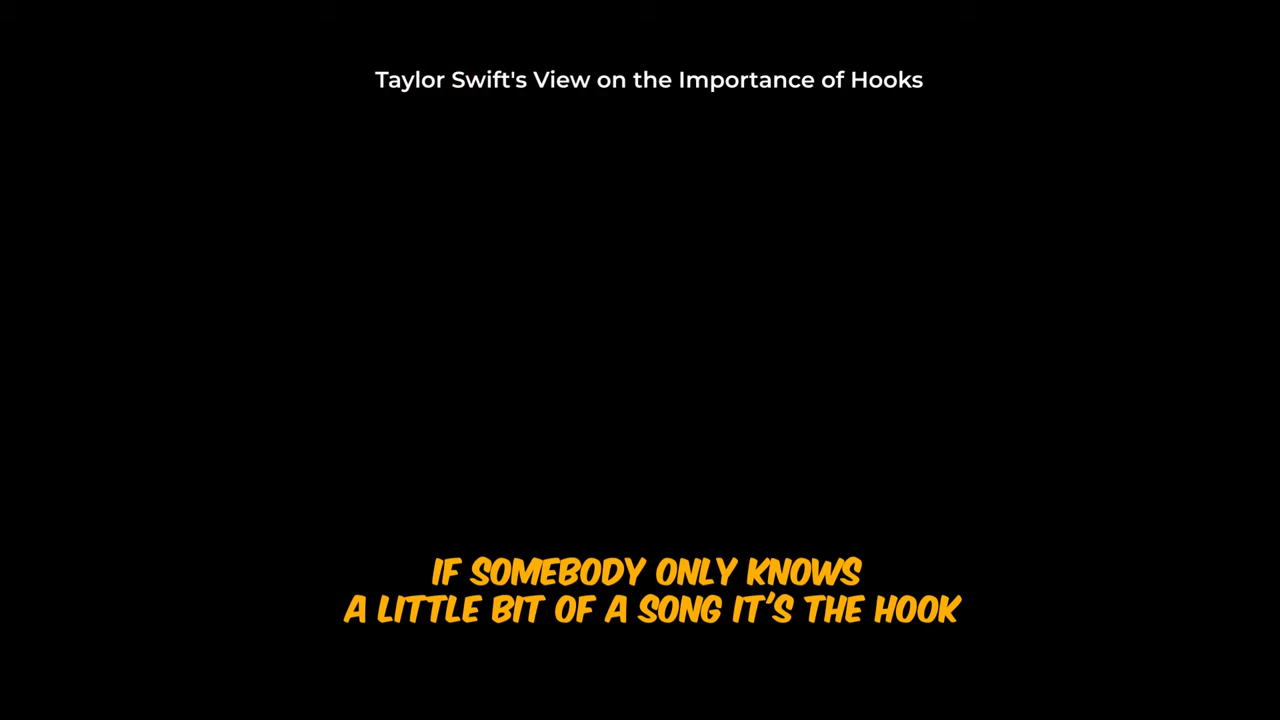 Taylor Swift's View on the Importance of Hooks
IF SOMEBODY ONLY KNOWS
A LITTLE BIT OF A SONG IT'S THE HOOK